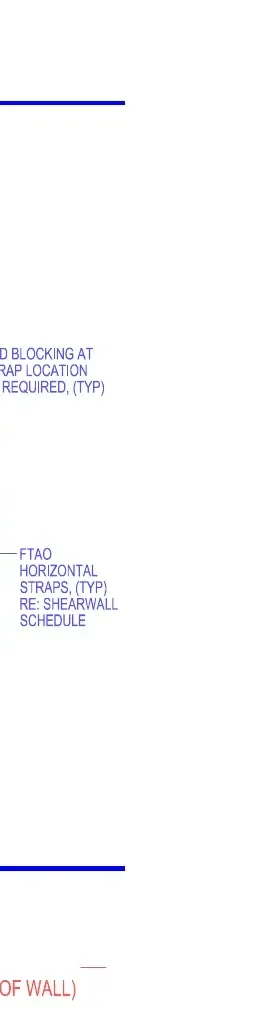 D BLOCKING AT
RAP LOCATION
REQUIRED, (TYP)
FTAO
HORIZONTAL
STRAPS, (TYP)
RE: SHEARWALL
SCHEDULE
OF WALL)